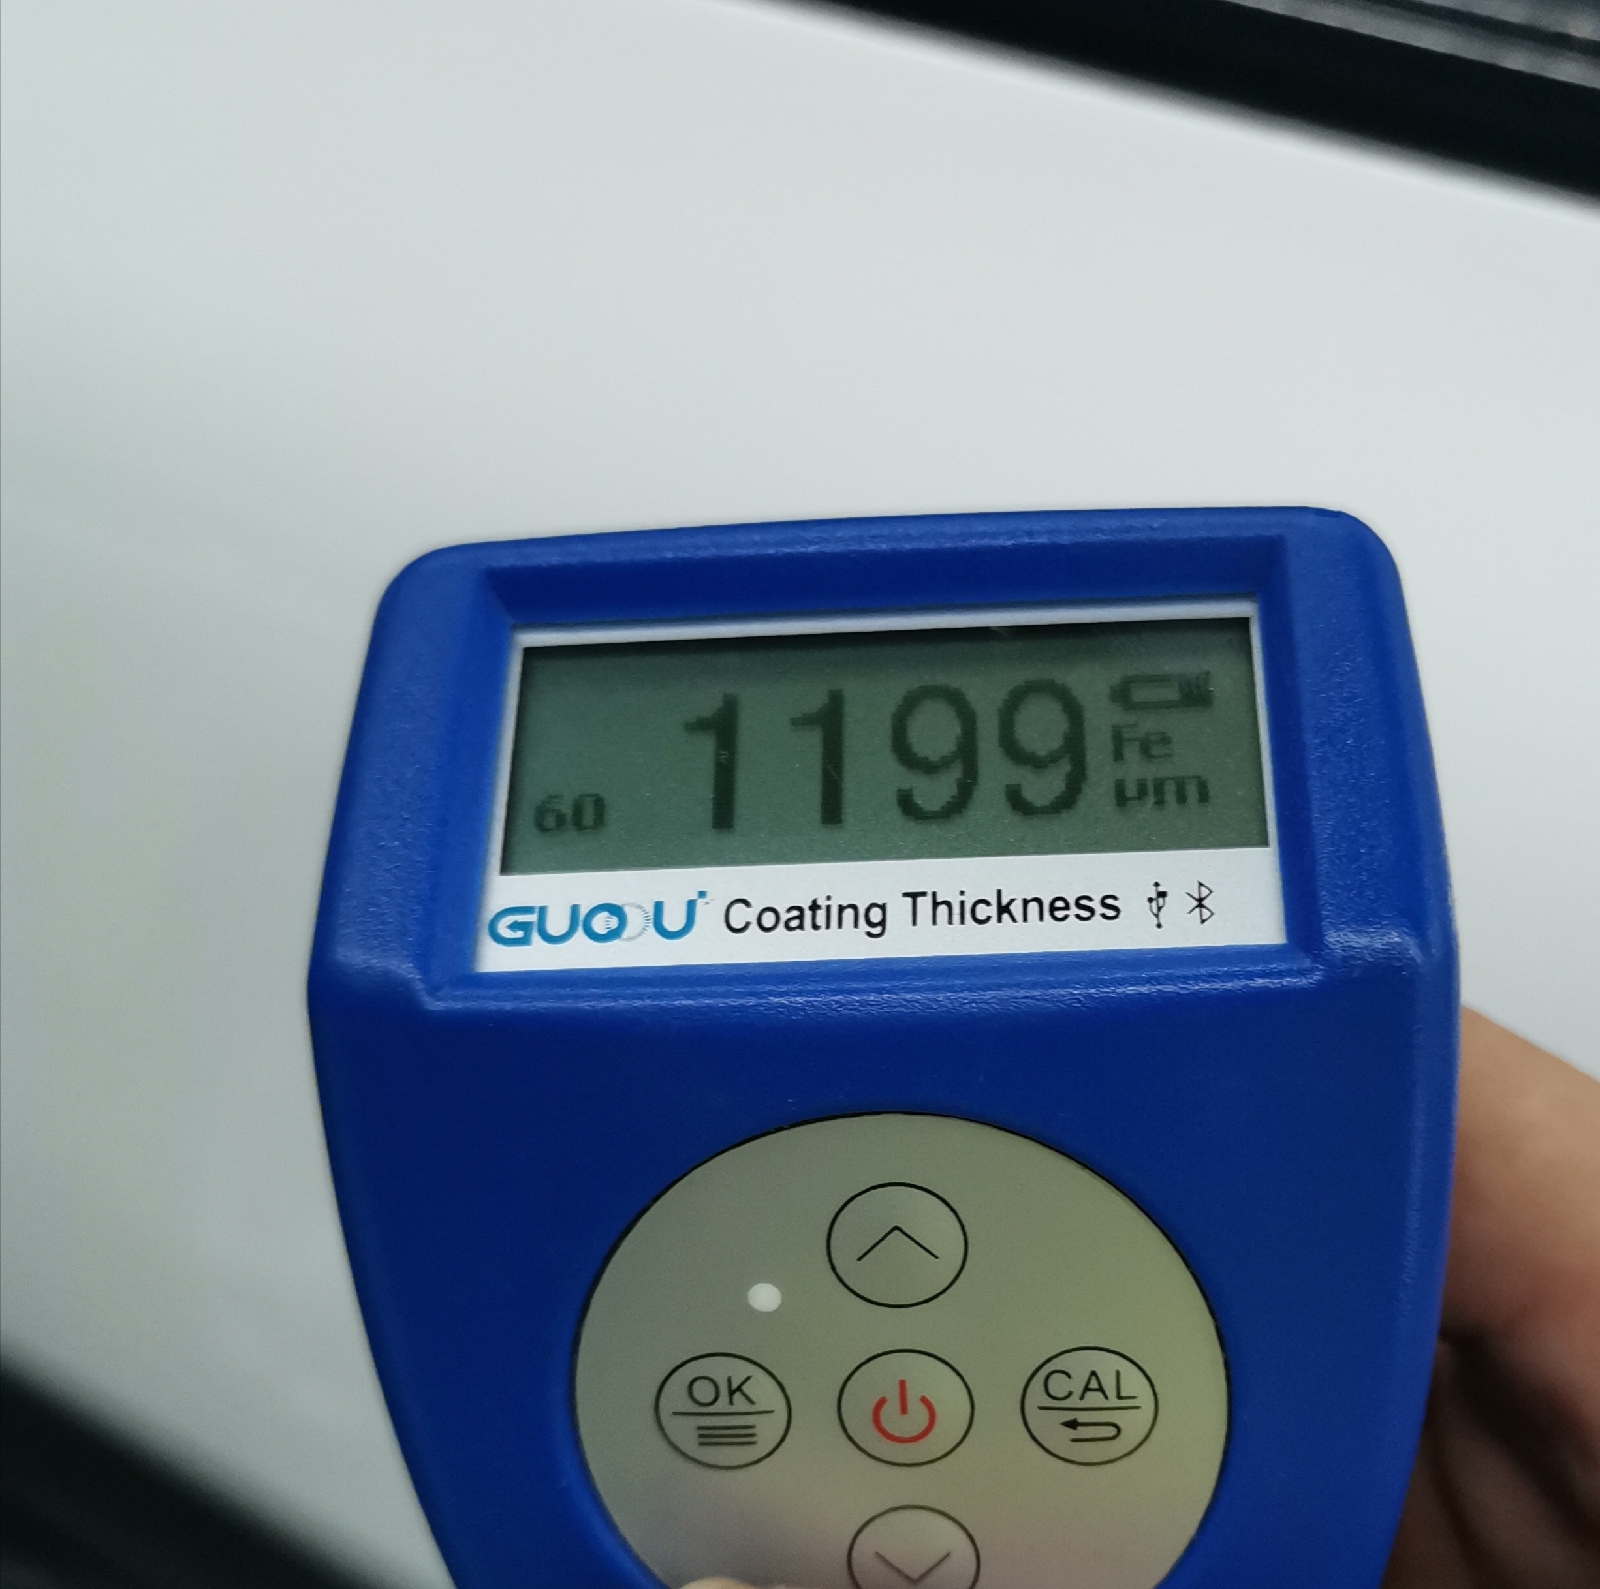 1199
Fe
60
µm
GUOOU Coating Thickness
OK
CAL